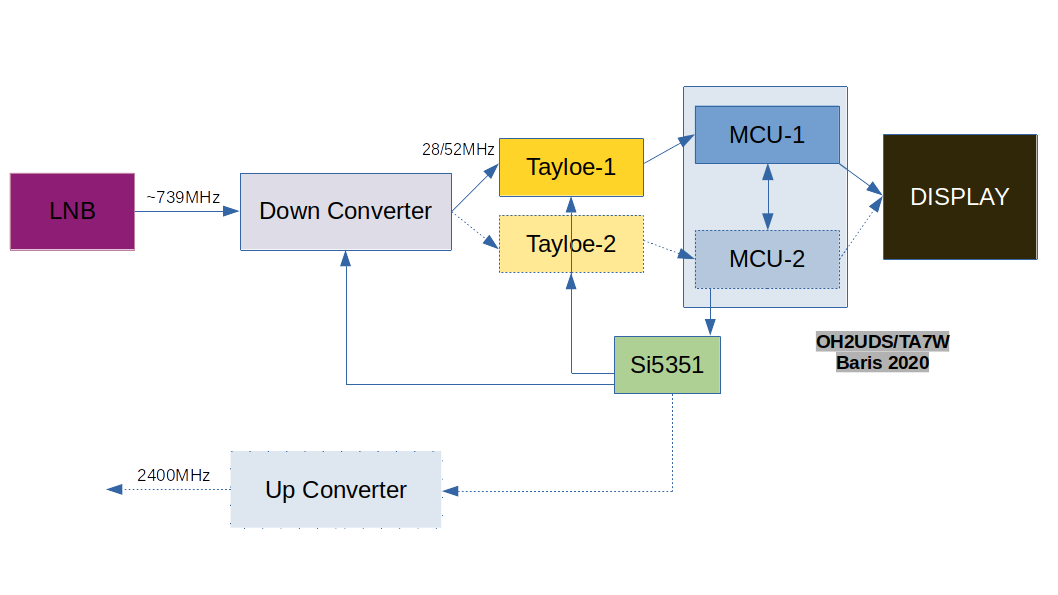 28/52MHz
MCU-1
Tayloe-1
~739MHz
LNB
Down Converter
DISPLAY
Tayloe-2
MCU-2
OH2UDS/TA7W
Baris 2020
Si5351
2400MHz
Up Converter